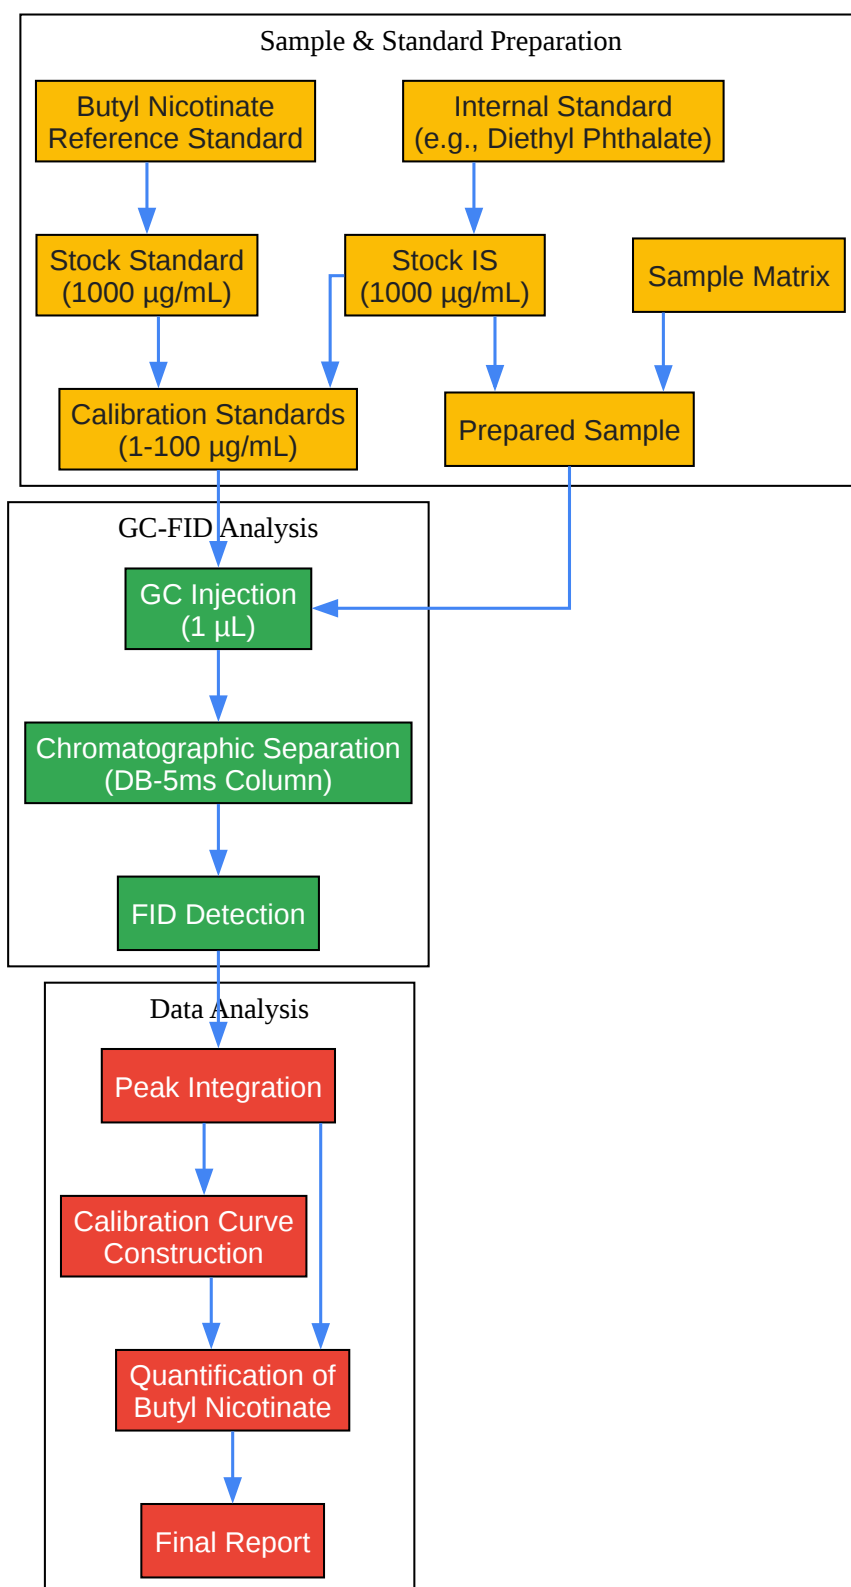 Sample & Standard Preparation
Butyl Nicotinate
Reference Standard
Internal Standard
(e.g., Diethyl Phthalate)
Stock Standard
(1000 µg/mL)
Stock IS
(1000 µg/mL)
Sample Matrix
Calibration Standards
(1-100 µg/mL)
Prepared Sample
GC-FID Analysis
GC Injection
(1 µL)
Chromatographic Separation
(DB-5ms Column)
FID Detection
Data Analysis
Peak Integration
Calibration Curve
Construction
Quantification of
Butyl Nicotinate
Final Report